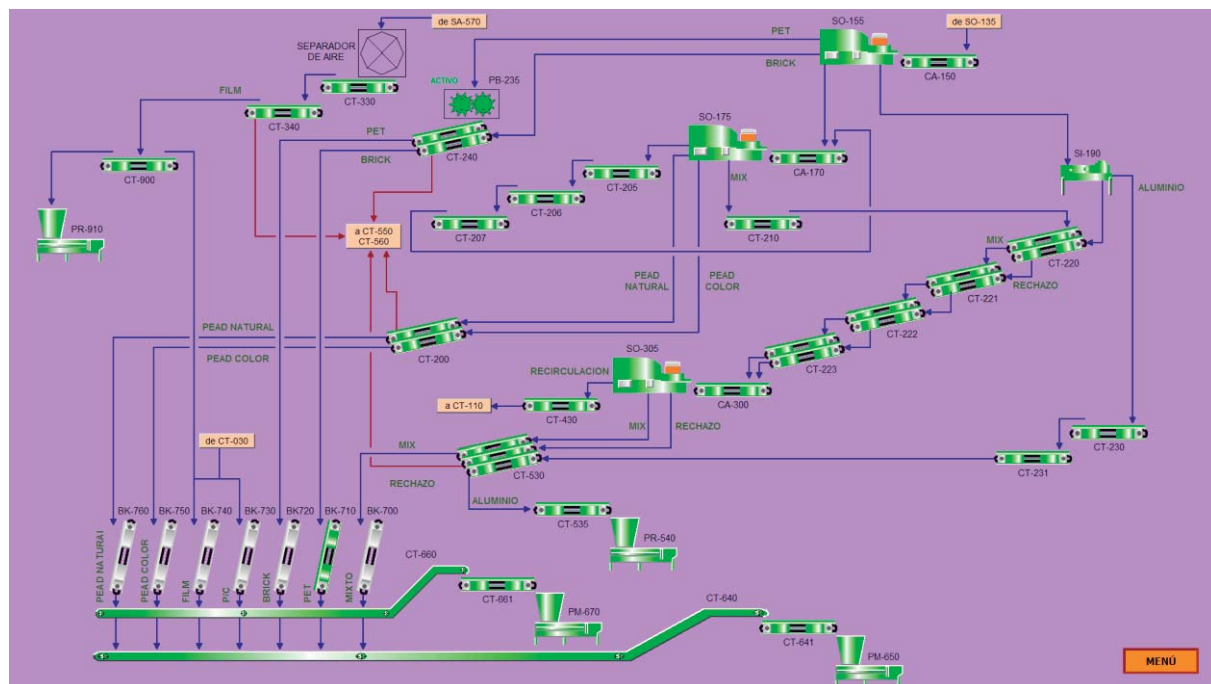 de SA-570
SO-155
de SO-135
PET
SEPARADOR
DE AIRE
BRICK
CA-150
ACTIVO
PB-235
FILM
CT-330
CT-340
SO-175
PET
BRICK
CT-240
SI-190
CT-900
CT-205
MIX
CA-170
ALUMINIO
CT-206
PR-910
CT-207
CT-210
a CT-550
CT-560
MIX
CT-220
PEAD
NATURAL
PEAD
COLOR
RECHAZO
CT-221
PEAD NATURAL
CT-222
PEAD COLOR
CT-200
SO-305
CT-223
RECIRCULACION
CA-300
a CT-110
CT-430
MIX
RECHAZO
de CT-030
MIX
CT-230
CT-231
CT-530
RECHAZO
ALUMINIO
BK-760
BK-750
BK-740
BK-730
BK720
BK-710
BK-700
CT-535
PR-540
PEAD NATURAl
PEAD COLOR
FILM
P/C
BRICK
PET
MIXTO
CT-660
CT-661
CT-640
PM-670
CT-641
PM-650
MENÚ